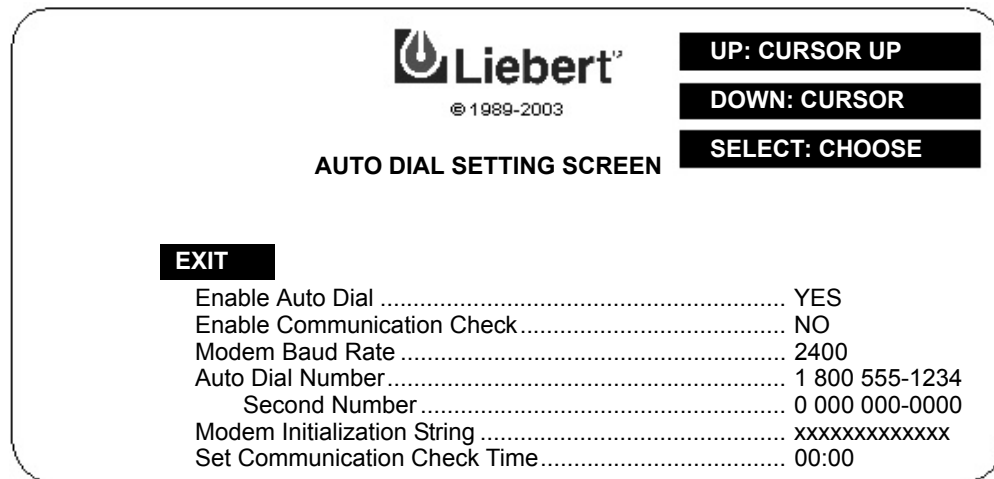 Liebert
© 1989-2003
UP: CURSOR UP
DOWN: CURSOR
SELECT: CHOOSE
AUTO DIAL SETTING SCREEN
EXIT
Enable Auto Dial ............................................................. YES
Enable Communication Check ........................................ NO
Modem Baud Rate .......................................................... 2400
Auto Dial Number ............................................................ 1 800 555-1234
Second Number ....................................................... 0 000 000-0000
Modem Initialization String .............................................. xxxxxxxxxxxxx
Set Communication Check Time ..................................... 00:00